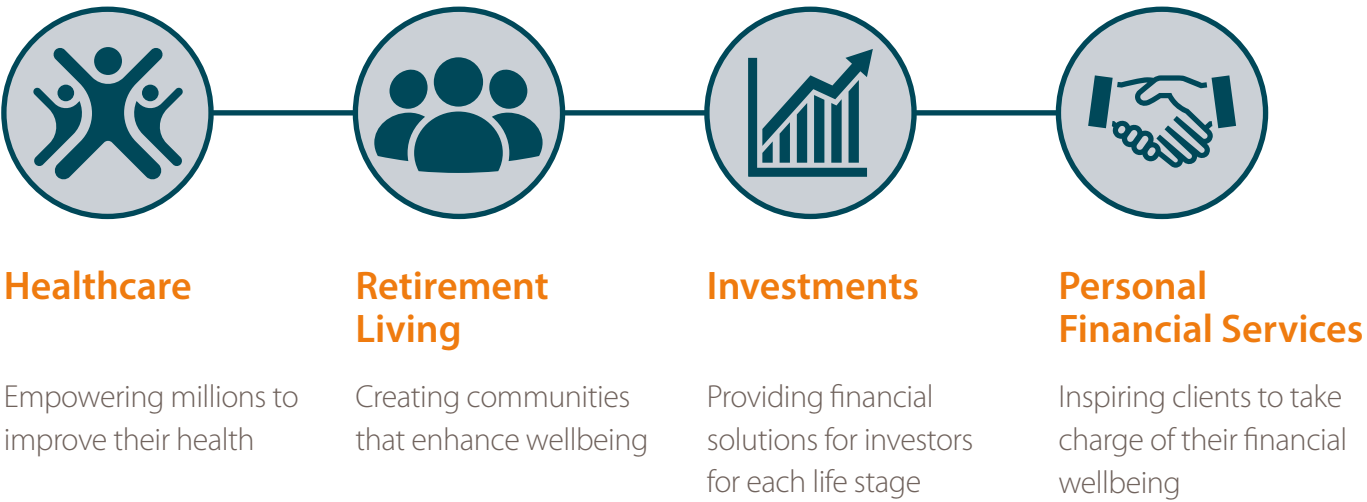 Healthcare
Empowering millions to
improve their health
Retirement
Living
Creating communities
that enhance wellbeing
Investments
Providing financial
solutions for investors
for each life stage
Personal
Financial Services
Inspiring clients to take
charge of their financial
wellbeing